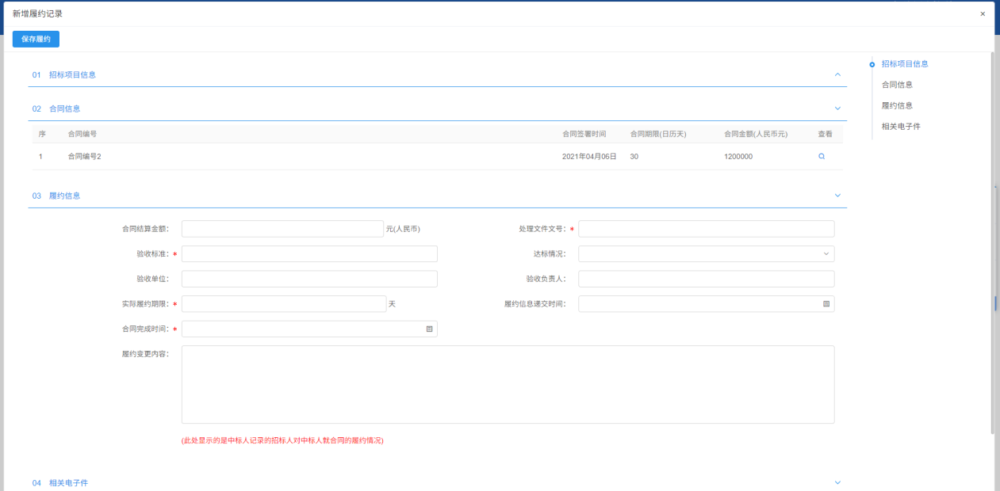 新增履约记录 ×
保存履约
招标项目信息
01 招标项目信息
合同信息
履约信息
02 合同信息
相关电子件
序 合同编号 合同签署时间 合同期限(日历天) 合同金额(人民币元) 查看
1 合同编号2 2021年04月06日 30 1200000
03 履约信息
合同结算金额: 元(人民币) 处理文件文号: *
验收标准: * 达标情况:
验收单位: 验收负责人:
实际履约期限: * 天 履约信息递交时间:
合同完成时间: *
履约变更内容:
(此处显示的是中标人记录的招标人对中标人就合同的履约情况)
04 相关电子件